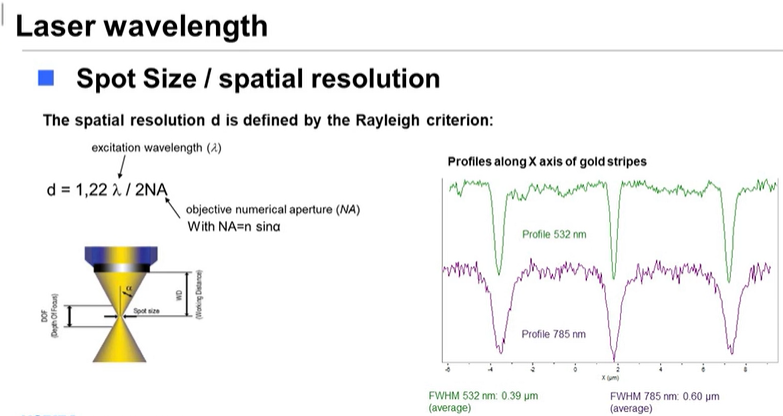 Laser wavelength
Spot Size / spatial resolution
The spatial resolution d is defined by the Rayleigh criterion:
excitation wavelength (λ)
d = 1,22 λ / 2NA
objective numerical aperture (NA)
With NA=n sinα
α
Spot size
DOF
(Depth Of Focus)
WD
(Working Distance)
Profiles along X axis of gold stripes
Profile 532 nm
Profile 785 nm
-6 -4 -2 0 2 4 6 8
X (µm)
FWHM 532 nm: 0.39 µm
(average)
FWHM 785 nm: 0.60 µm
(average)